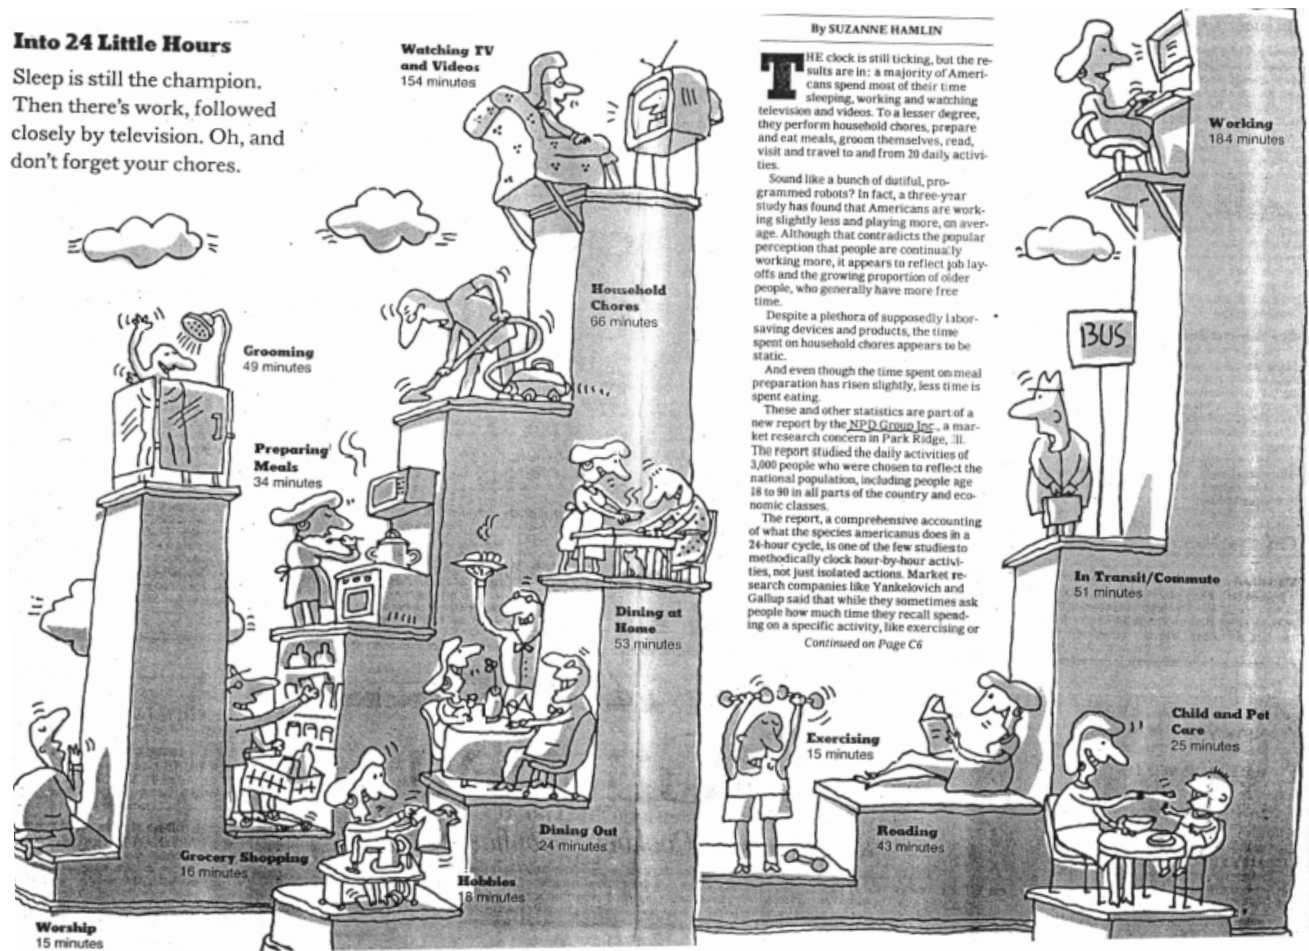 Into 24 Little Hours
Sleep is still the champion.
Then there's work, followed
closely by television. Oh, and
don't forget your chores.
Watching TV
and Videos
154 minutes
Household
Chores
66 minutes
Grooming
49 minutes
Preparing
Meals
34 minutes
Dining at
Home
53 minutes
Dining Out
24 minutes
Grocery Shopping
16 minutes
Hobbies
18 minutes
Worship
15 minutes
By SUZANNE HAMLIN
THE clock is still ticking, but the re-
sults are in: a majority of Ameri-
cans spend most of their time
sleeping, working and watching
television and videos. To a lesser degree,
they perform household chores, prepare
and eat meals, groom themselves, read,
visit and travel to and from 20 daily activi-
ties.
Sound like a bunch of dutiful, pro-
grammed robots? In fact, a three-year
study has found that Americans are work-
ing slightly less and playing more, on aver-
age. Although that contradicts the popular
perception that people are continually
working more, it appears to reflect job lay-
offs and the growing proportion of older
people, who generally have more free
time.
Despite a plethora of supposedly labor-
saving devices and products, the time
spent on household chores appears to be
static.
And even though the time spent on meal
preparation has risen slightly, less time is
spent eating.
These and other statistics are part of a
new report by the NPD Group Inc., a mar-
ket research concern in Park Ridge, Ill.
The report studied the daily activities of
3,000 people who were chosen to reflect the
national population, including people age
18 to 90 in all parts of the country and eco-
nomic classes.
The report, a comprehensive accounting
of what the species americanus does in a
24-hour cycle, is one of the few studies to
methodically clock hour-by-hour activi-
ties, not just isolated actions. Market re-
search companies like Yankelovich and
Gallup said that while they sometimes ask
people how much time they recall spend-
ing on a specific activity, like exercising or
Continued on Page C6
Working
184 minutes
BUS
In Transit/Commute
51 minutes
Child and Pet
Care
25 minutes
Exercising
15 minutes
Reading
43 minutes